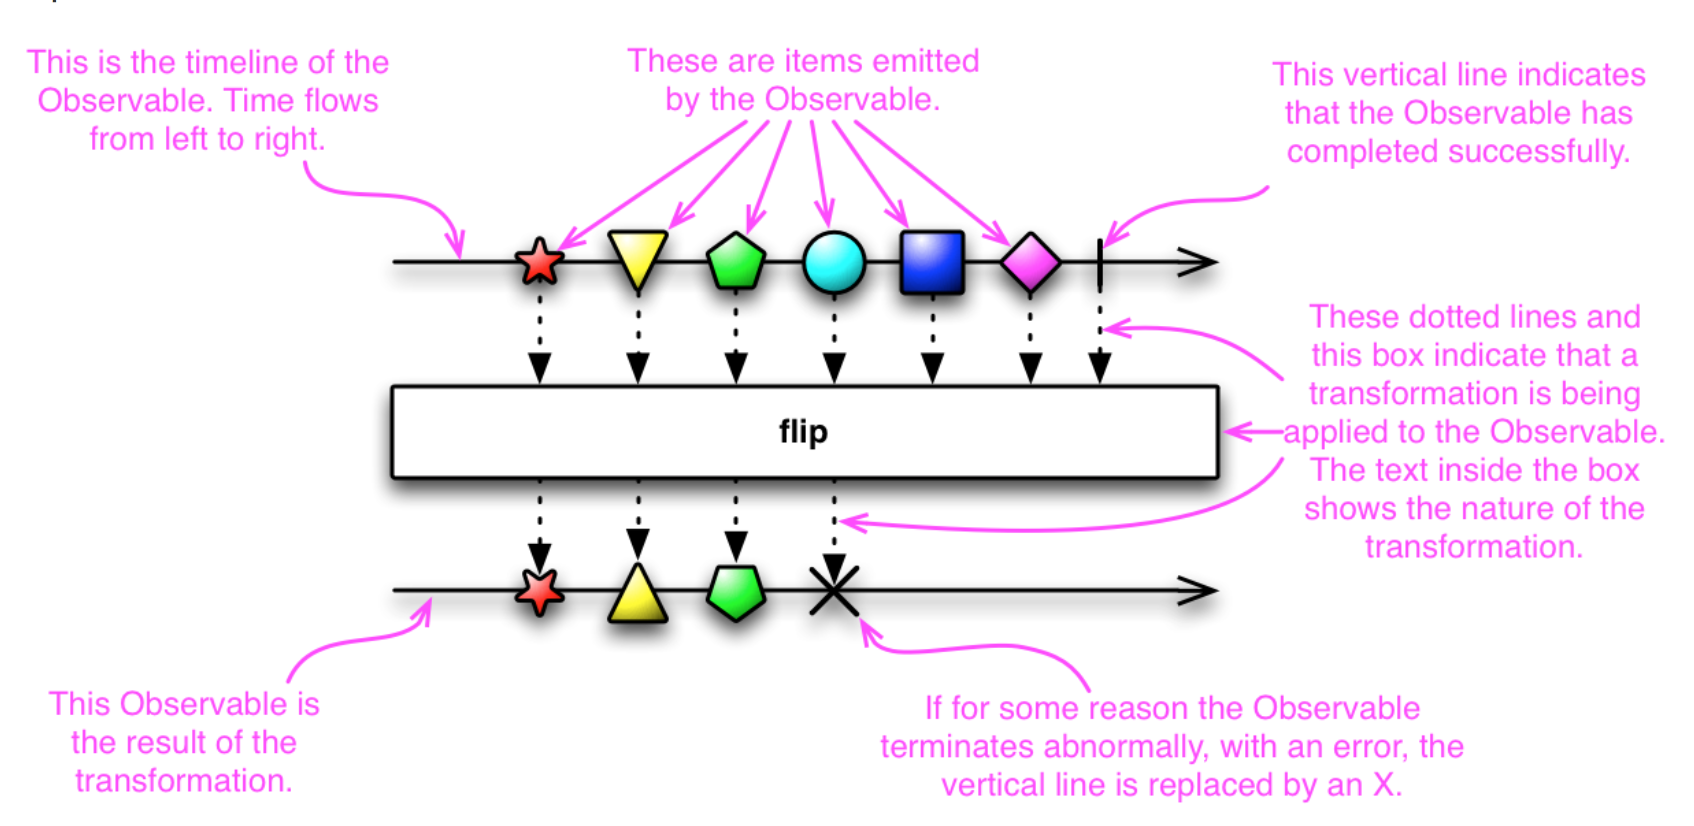 This is the timeline of the
Observable. Time flows
from left to right.
These are items emitted
by the Observable.
This vertical line indicates
that the Observable has
completed successfully.
These dotted lines and
this box indicate that a
transformation is being
applied to the Observable.
The text inside the box
shows the nature of the
transformation.
flip
This Observable is
the result of the
transformation.
If for some reason the Observable
terminates abnormally, with an error, the
vertical line is replaced by an X.